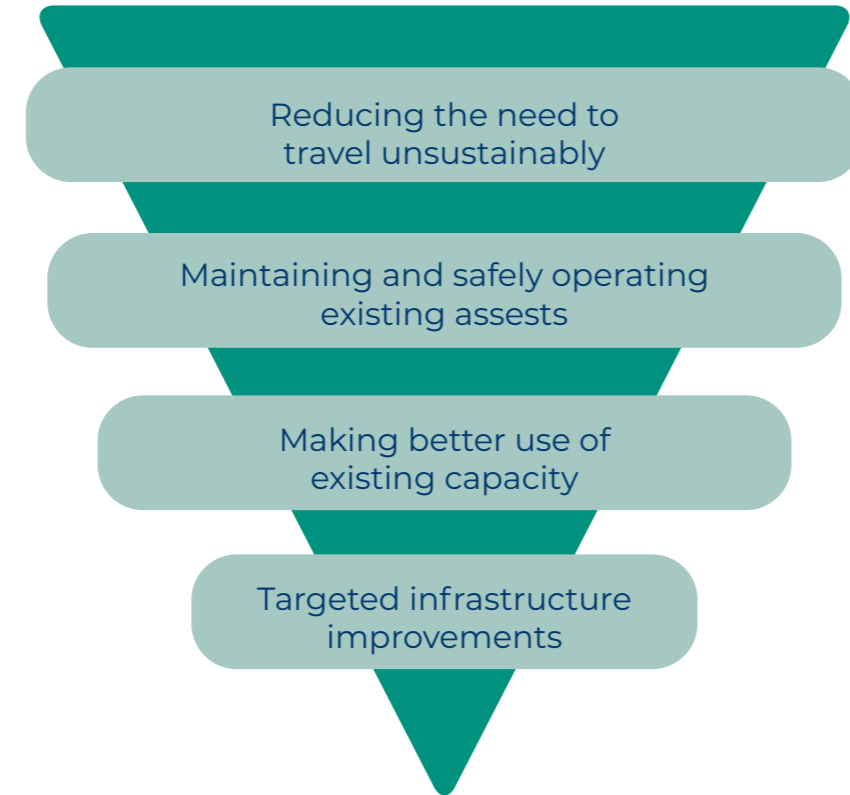 Reducing the need to
travel unsustainably
Maintaining and safely operating
existing assests
Making better use of
existing capacity
Targeted infrastructure
improvements